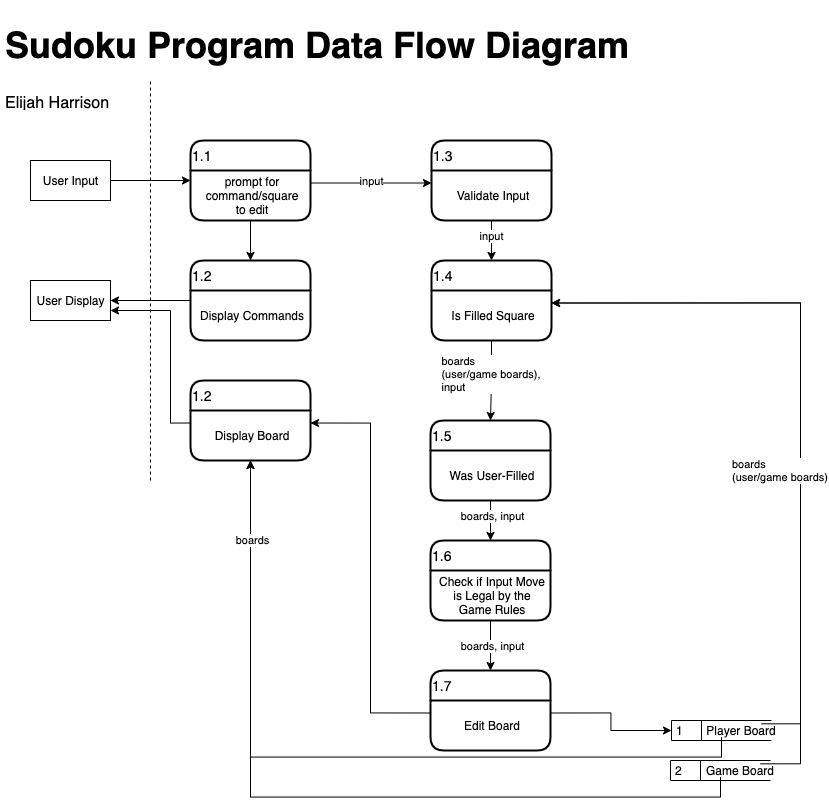 Sudoku Program Data Flow Diagram
Elijah Harrison
User Input
1.1
prompt for
command/square
to edit
input
1.3
Validate Input
input
User Display
1.2
Display Commands
1.4
Is Filled Square
boards
(user/game boards),
input
1.2
Display Board
1.5
Was User-Filled
boards
(user/game boards)
boards, input
boards
1.6
Check if Input Move
is Legal by the
Game Rules
boards, input
1.7
Edit Board
1
Player Board
2
Game Board